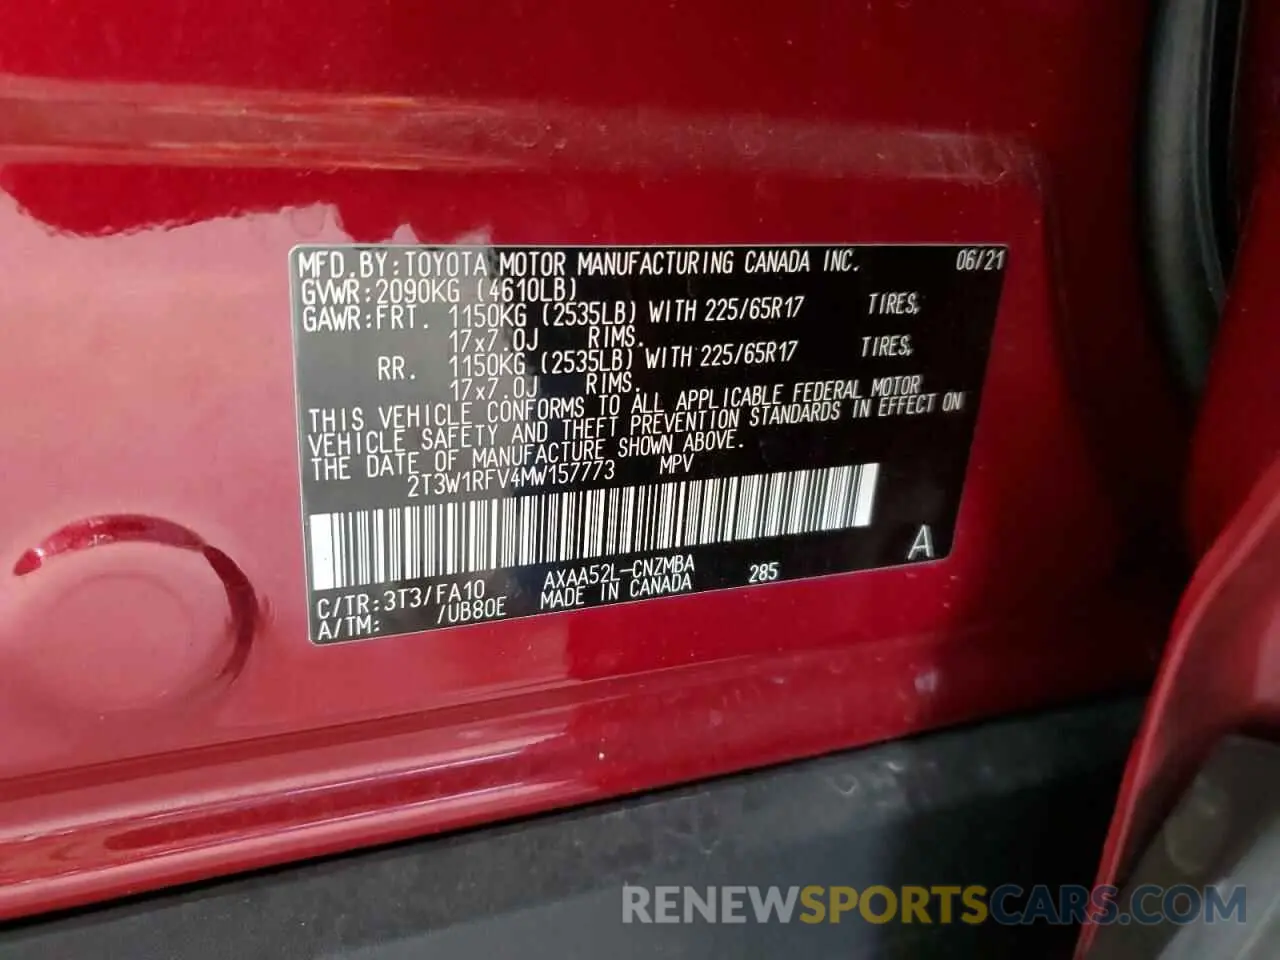 MFD.BY:TOYOTA MOTOR MANUFACTURING CANADA INC. 06/21
GVWR:2090KG (4610LB)
GAWR:FRT. 1150KG (2535LB) WITH 225/65R17 TIRES,
17x7.0J RIMS.
RR. 1150KG (2535LB) WITH 225/65R17 TIRES,
17x7.0J RIMS.
THIS VEHICLE CONFORMS TO ALL APPLICABLE FEDERAL MOTOR
VEHICLE SAFETY AND THEFT PREVENTION STANDARDS IN EFFECT ON
THE DATE OF MANUFACTURE SHOWN ABOVE.
2T3W1RFV4MW157773 MPV
A
C/TR:3T3/FA10 AXAA52L-CNZMBA 285
A/TM: /UB80E MADE IN CANADA
RENEWSPORTSCARS.COM